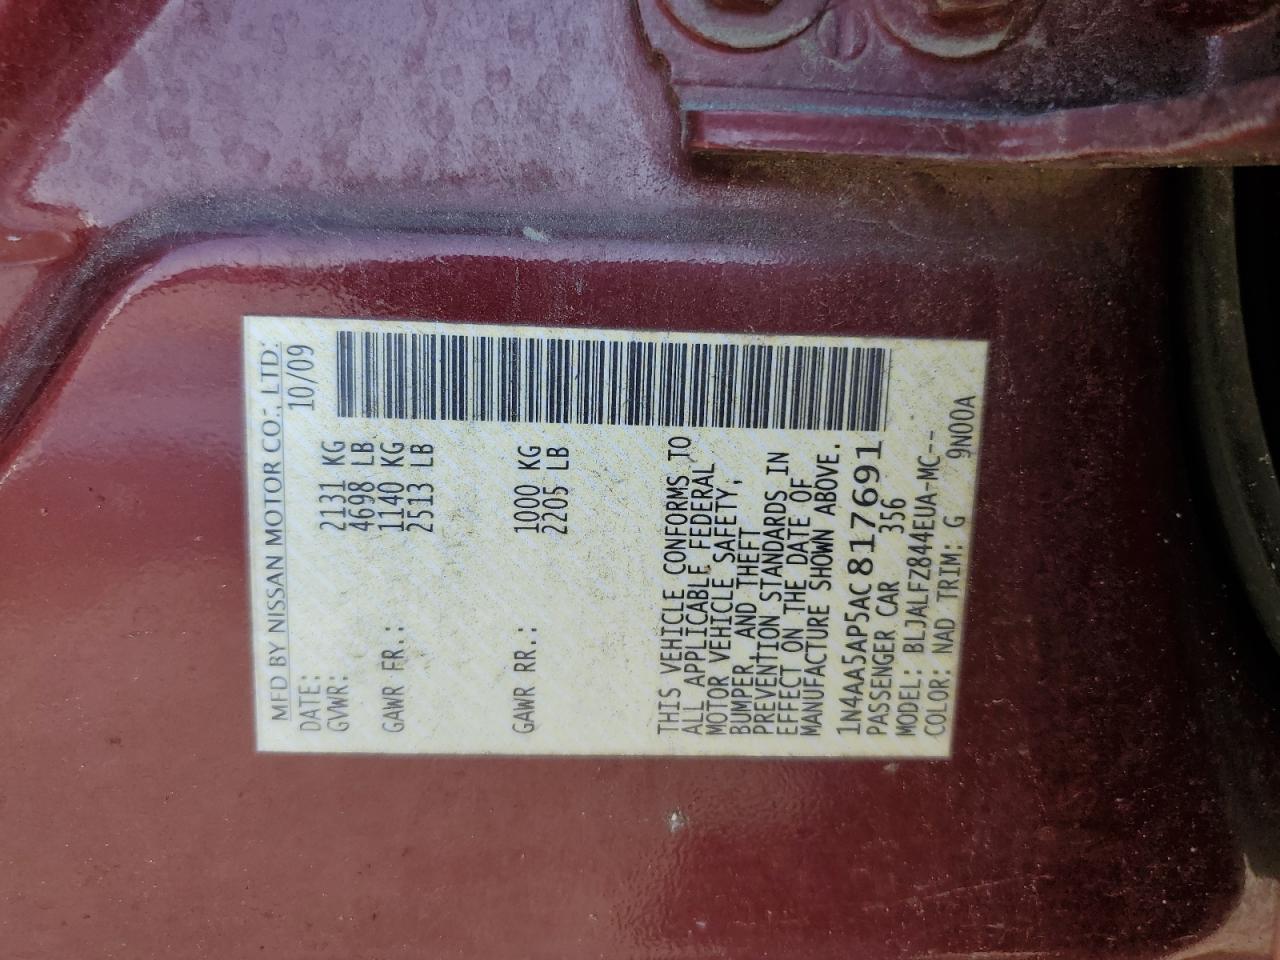 MFD BY NISSAN MOTOR CO., LTD.
DATE: 10/09
GVWR: 2131 KG
4698 LB
GAWR FR.: 1140 KG
2513 LB
GAWR RR.: 1000 KG
2205 LB
THIS VEHICLE CONFORMS TO
ALL APPLICABLE FEDERAL
MOTOR VEHICLE SAFETY,
BUMPER, AND THEFT
PREVENTION STANDARDS IN
EFFECT ON THE DATE OF
MANUFACTURE SHOWN ABOVE.
1N4AA5AP5AC817691
PASSENGER CAR 356
MODEL: BLJALFZ844EUA-MC--
COLOR: NAD TRIM: G 9N00A